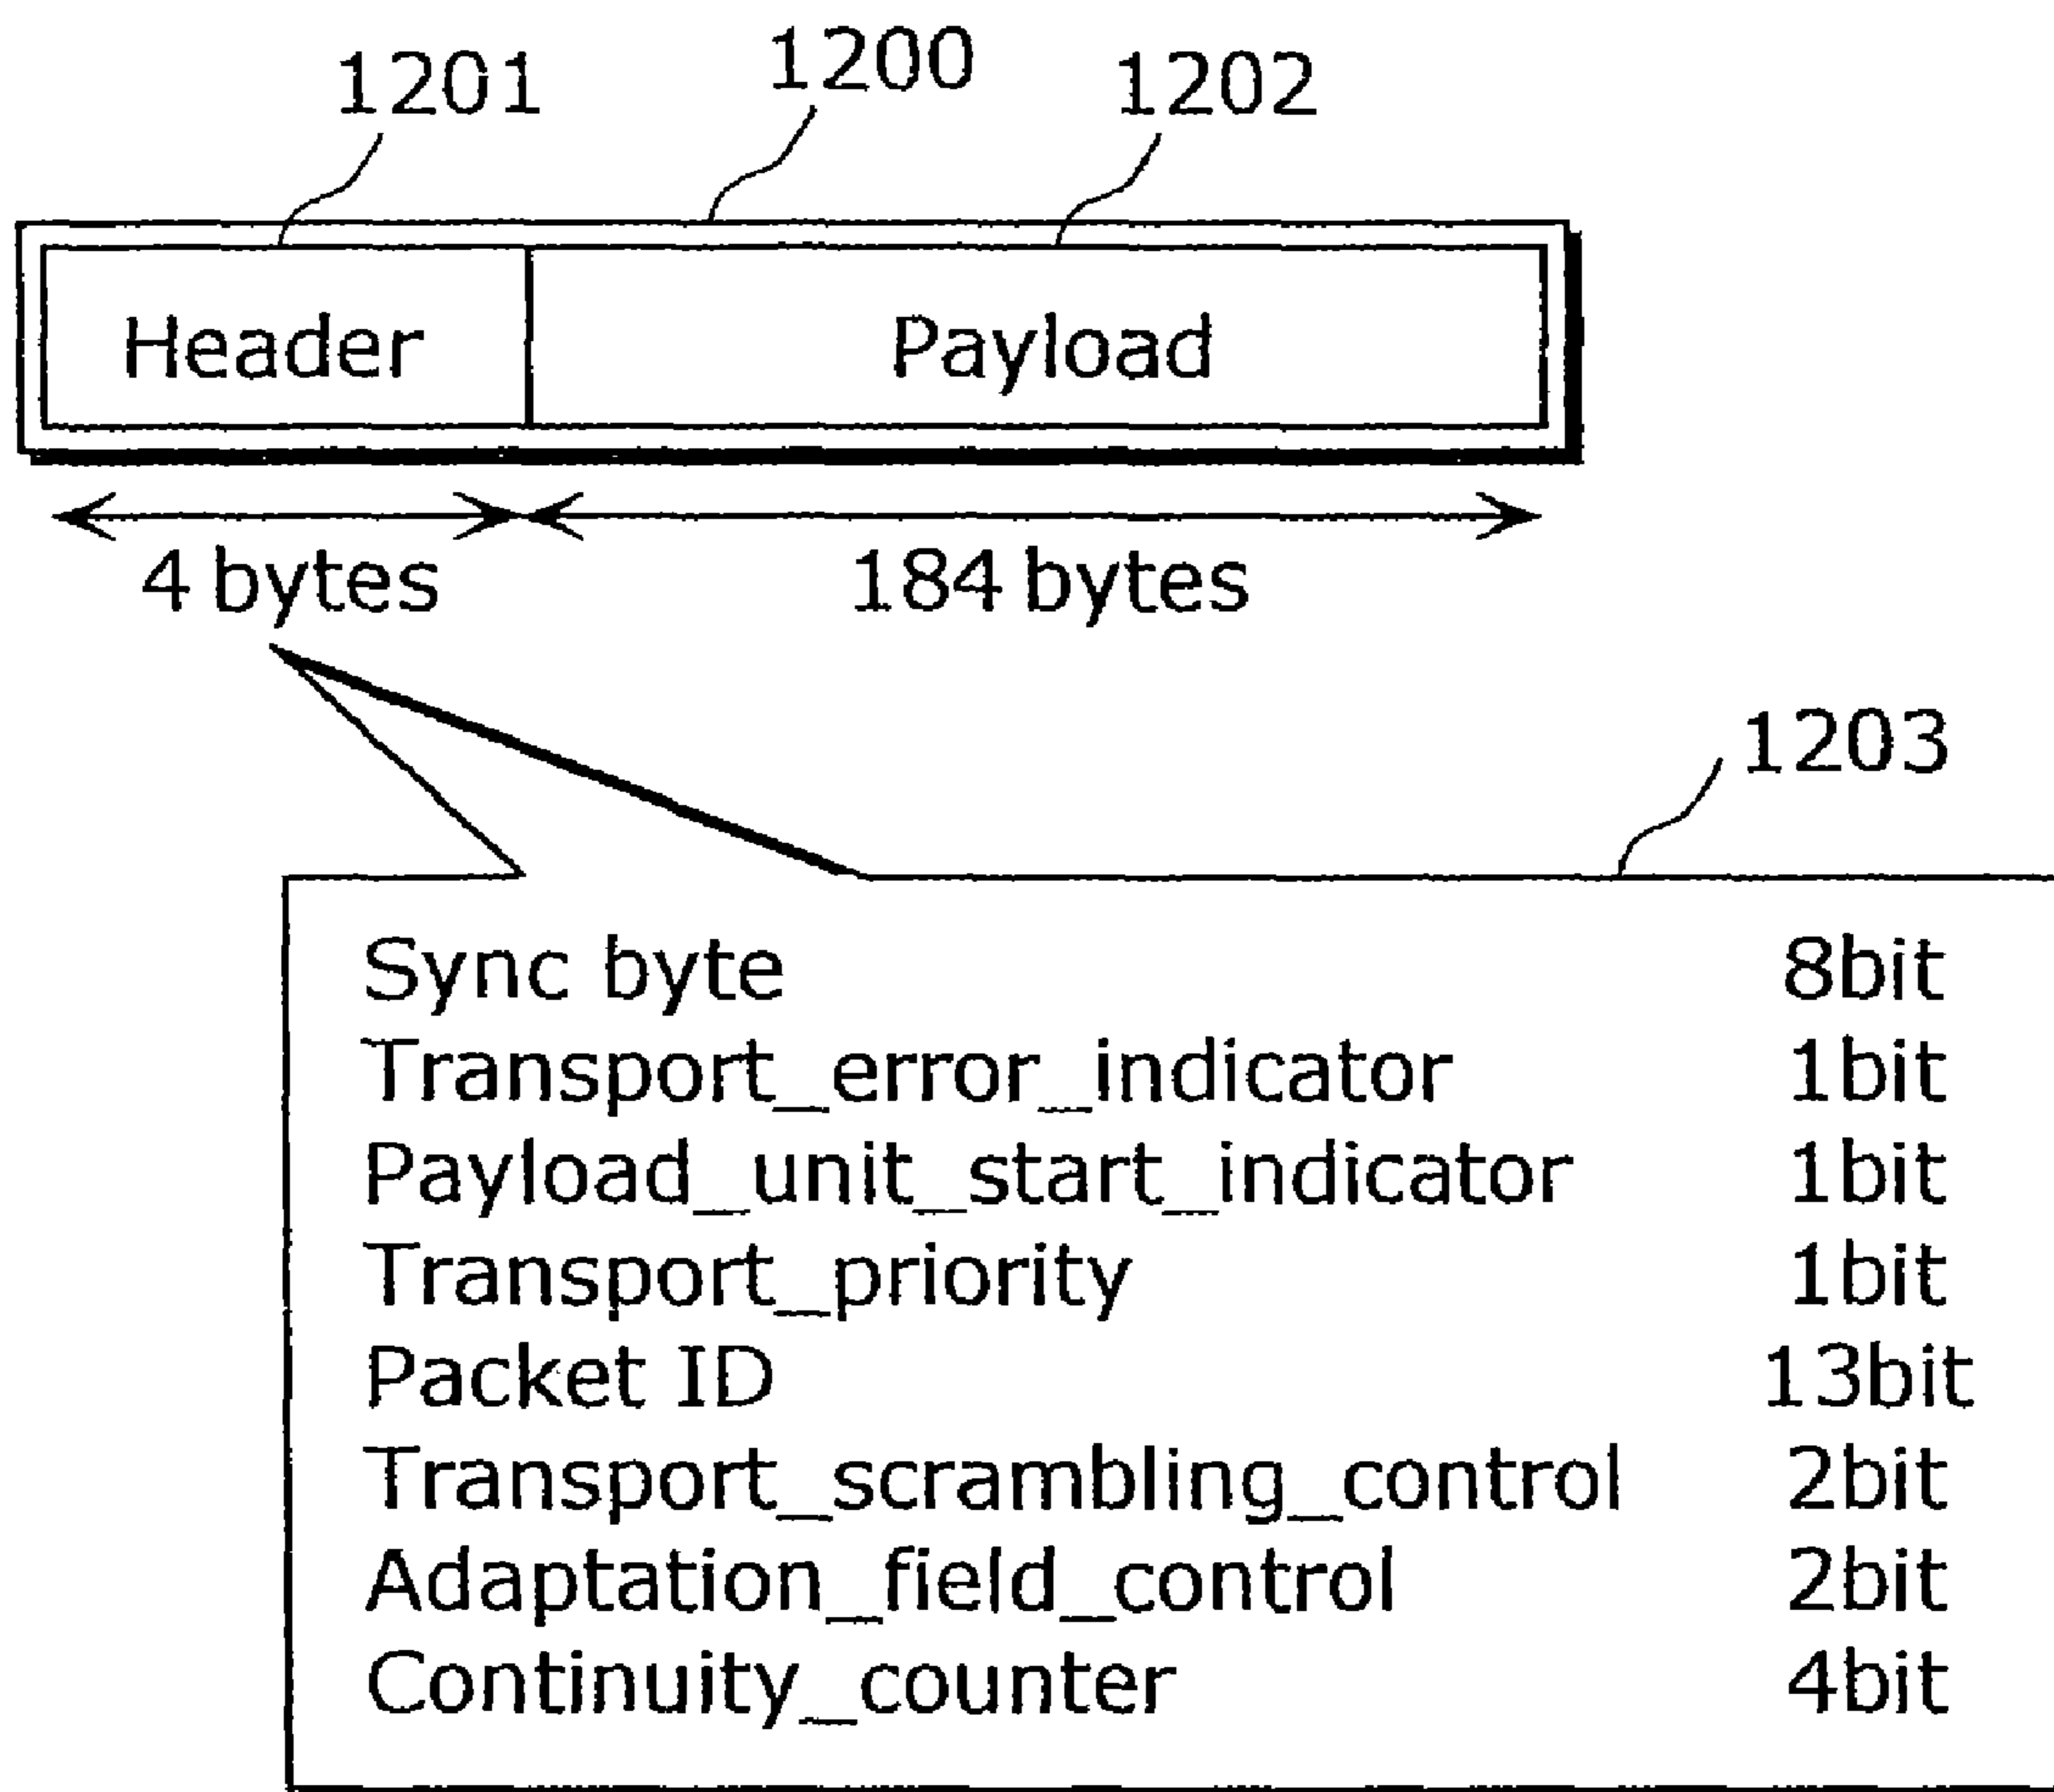 1201 1200 1202
Header Payload
4 bytes 184 bytes
1203
Sync byte 8bit
Transport_error_indicator 1bit
Payload_unit_start_indicator 1bit
Transport_priority 1bit
Packet ID 13bit
Transport_scrambling_control 2bit
Adaptation_field_control 2bit
Continuity_counter 4bit